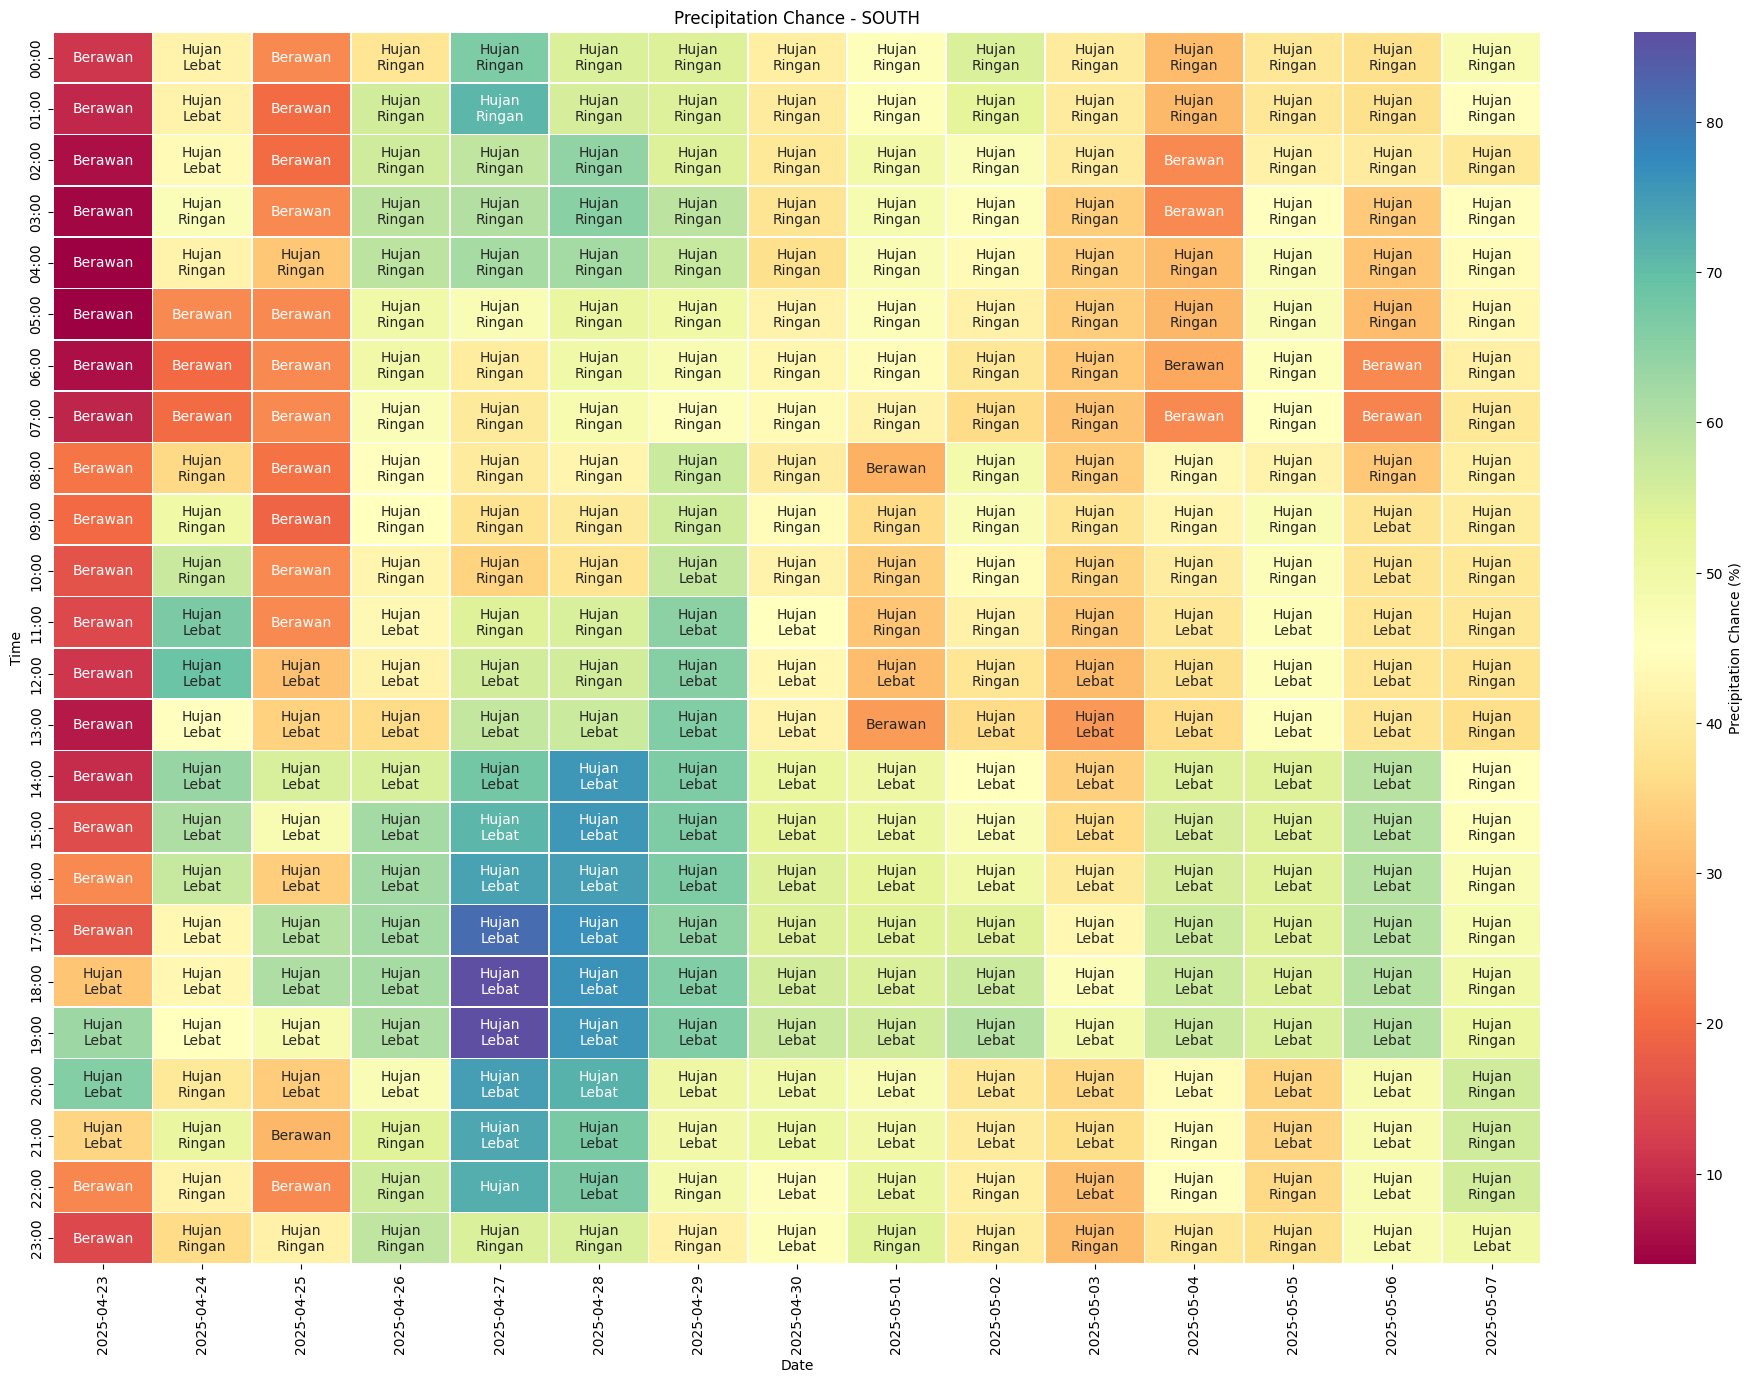 Precipitation Chance - SOUTH
00:00 Berawan Hujan Lebat Berawan Hujan Ringan Hujan Ringan Hujan Ringan Hujan Ringan Hujan Ringan Hujan Ringan Hujan Ringan Hujan Ringan Hujan Ringan Hujan Ringan Hujan Ringan Hujan Ringan
01:00 Berawan Hujan Lebat Berawan Hujan Ringan Hujan Ringan Hujan Ringan Hujan Ringan Hujan Ringan Hujan Ringan Hujan Ringan Hujan Ringan Hujan Ringan Hujan Ringan Hujan Ringan Hujan Ringan
02:00 Berawan Hujan Lebat Berawan Hujan Ringan Hujan Ringan Hujan Ringan Hujan Ringan Hujan Ringan Hujan Ringan Hujan Ringan Hujan Ringan Berawan Hujan Ringan Hujan Ringan Hujan Ringan
03:00 Berawan Hujan Ringan Berawan Hujan Ringan Hujan Ringan Hujan Ringan Hujan Ringan Hujan Ringan Hujan Ringan Hujan Ringan Hujan Ringan Berawan Hujan Ringan Hujan Ringan Hujan Ringan
04:00 Berawan Hujan Ringan Hujan Ringan Hujan Ringan Hujan Ringan Hujan Ringan Hujan Ringan Hujan Ringan Hujan Ringan Hujan Ringan Hujan Ringan Hujan Ringan Hujan Ringan Hujan Ringan Hujan Ringan
05:00 Berawan Berawan Berawan Hujan Ringan Hujan Ringan Hujan Ringan Hujan Ringan Hujan Ringan Hujan Ringan Hujan Ringan Hujan Ringan Hujan Ringan Hujan Ringan Hujan Ringan Hujan Ringan
06:00 Berawan Berawan Berawan Hujan Ringan Hujan Ringan Hujan Ringan Hujan Ringan Hujan Ringan Hujan Ringan Hujan Ringan Hujan Ringan Berawan Hujan Ringan Berawan Hujan Ringan
07:00 Berawan Berawan Berawan Hujan Ringan Hujan Ringan Hujan Ringan Hujan Ringan Hujan Ringan Hujan Ringan Hujan Ringan Hujan Ringan Berawan Hujan Ringan Berawan Hujan Ringan
08:00 Berawan Hujan Ringan Berawan Hujan Ringan Hujan Ringan Hujan Ringan Hujan Ringan Hujan Ringan Berawan Hujan Ringan Hujan Ringan Hujan Ringan Hujan Ringan Hujan Ringan Hujan Ringan
09:00 Berawan Hujan Ringan Berawan Hujan Ringan Hujan Ringan Hujan Ringan Hujan Ringan Hujan Ringan Hujan Ringan Hujan Ringan Hujan Ringan Hujan Ringan Hujan Ringan Hujan Lebat Hujan Ringan
10:00 Berawan Hujan Ringan Berawan Hujan Ringan Hujan Ringan Hujan Ringan Hujan Lebat Hujan Ringan Hujan Ringan Hujan Ringan Hujan Ringan Hujan Ringan Hujan Ringan Hujan Lebat Hujan Ringan
11:00 Berawan Hujan Lebat Berawan Hujan Lebat Hujan Ringan Hujan Ringan Hujan Lebat Hujan Lebat Hujan Ringan Hujan Ringan Hujan Ringan Hujan Lebat Hujan Lebat Hujan Lebat Hujan Ringan
12:00 Berawan Hujan Lebat Hujan Lebat Hujan Lebat Hujan Lebat Hujan Ringan Hujan Lebat Hujan Lebat Hujan Lebat Hujan Ringan Hujan Lebat Hujan Lebat Hujan Lebat Hujan Lebat Hujan Ringan
13:00 Berawan Hujan Lebat Hujan Lebat Hujan Lebat Hujan Lebat Hujan Lebat Hujan Lebat Hujan Lebat Berawan Hujan Lebat Hujan Lebat Hujan Lebat Hujan Lebat Hujan Lebat Hujan Ringan
14:00 Berawan Hujan Lebat Hujan Lebat Hujan Lebat Hujan Lebat Hujan Lebat Hujan Lebat Hujan Lebat Hujan Lebat Hujan Lebat Hujan Lebat Hujan Lebat Hujan Lebat Hujan Lebat Hujan Ringan
15:00 Berawan Hujan Lebat Hujan Lebat Hujan Lebat Hujan Lebat Hujan Lebat Hujan Lebat Hujan Lebat Hujan Lebat Hujan Lebat Hujan Lebat Hujan Lebat Hujan Lebat Hujan Lebat Hujan Ringan
16:00 Berawan Hujan Lebat Hujan Lebat Hujan Lebat Hujan Lebat Hujan Lebat Hujan Lebat Hujan Lebat Hujan Lebat Hujan Lebat Hujan Lebat Hujan Lebat Hujan Lebat Hujan Lebat Hujan Ringan
17:00 Berawan Hujan Lebat Hujan Lebat Hujan Lebat Hujan Lebat Hujan Lebat Hujan Lebat Hujan Lebat Hujan Lebat Hujan Lebat Hujan Lebat Hujan Lebat Hujan Lebat Hujan Lebat Hujan Ringan
18:00 Hujan Lebat Hujan Lebat Hujan Lebat Hujan Lebat Hujan Lebat Hujan Lebat Hujan Lebat Hujan Lebat Hujan Lebat Hujan Lebat Hujan Lebat Hujan Lebat Hujan Lebat Hujan Lebat Hujan Ringan
19:00 Hujan Lebat Hujan Lebat Hujan Lebat Hujan Lebat Hujan Lebat Hujan Lebat Hujan Lebat Hujan Lebat Hujan Lebat Hujan Lebat Hujan Lebat Hujan Lebat Hujan Lebat Hujan Lebat Hujan Ringan
20:00 Hujan Lebat Hujan Ringan Hujan Lebat Hujan Lebat Hujan Lebat Hujan Lebat Hujan Lebat Hujan Lebat Hujan Lebat Hujan Lebat Hujan Lebat Hujan Lebat Hujan Lebat Hujan Lebat Hujan Ringan
21:00 Hujan Lebat Hujan Ringan Berawan Hujan Ringan Hujan Lebat Hujan Lebat Hujan Lebat Hujan Lebat Hujan Lebat Hujan Lebat Hujan Lebat Hujan Ringan Hujan Lebat Hujan Lebat Hujan Ringan
22:00 Berawan Hujan Ringan Berawan Hujan Ringan Hujan Hujan Lebat Hujan Ringan Hujan Lebat Hujan Lebat Hujan Ringan Hujan Lebat Hujan Ringan Hujan Ringan Hujan Lebat Hujan Ringan
23:00 Berawan Hujan Ringan Hujan Ringan Hujan Ringan Hujan Ringan Hujan Ringan Hujan Ringan Hujan Lebat Hujan Ringan Hujan Ringan Hujan Ringan Hujan Ringan Hujan Ringan Hujan Lebat Hujan Lebat
Time
2025-04-23 2025-04-24 2025-04-25 2025-04-26 2025-04-27 2025-04-28 2025-04-29 2025-04-30 2025-05-01 2025-05-02 2025-05-03 2025-05-04 2025-05-05 2025-05-06 2025-05-07
Date
80
70
60
50
40
30
20
10
Precipitation Chance (%)